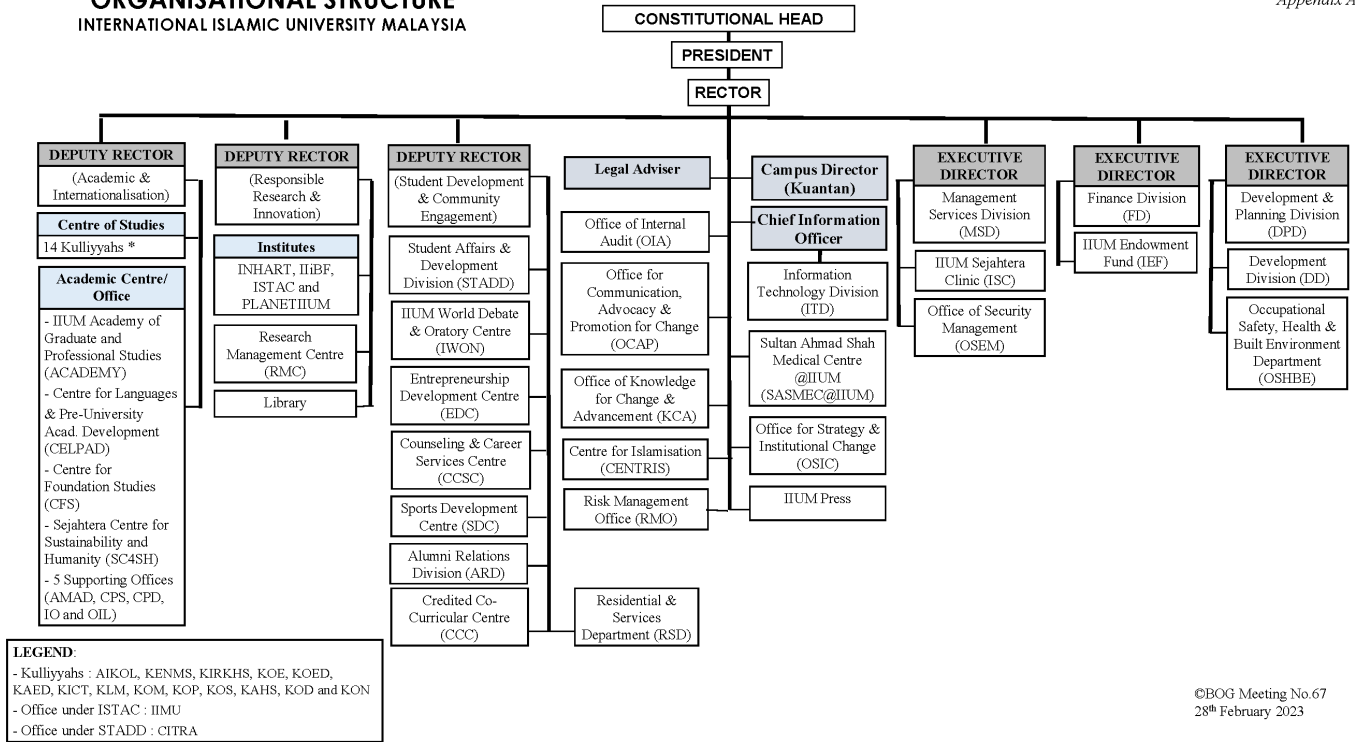 ORGANISATIONAL STRUCTURE
INTERNATIONAL ISLAMIC UNIVERSITY MALAYSIA
Appendix A
CONSTITUTIONAL HEAD
PRESIDENT
RECTOR
DEPUTY RECTOR
(Academic &
Internationalisation)
Centre of Studies
14 Kulliyyahs *
Academic Centre/
Office
- IIUM Academy of
Graduate and
Professional Studies
(ACADEMY)
- Centre for Languages
& Pre-University
Acad. Development
(CELPAD)
- Centre for
Foundation Studies
(CFS)
- Sejahtera Centre for
Sustainability and
Humanity (SC4SH)
- 5 Supporting Offices
(AMAD, CPS, CPD,
IO and OIL)
DEPUTY RECTOR
(Responsible
Research &
Innovation)
Institutes
INHART, IIiBF,
ISTAC and
PLANETIIUM
Research
Management Centre
(RMC)
Library
DEPUTY RECTOR
(Student Development
& Community
Engagement)
Student Affairs &
Development
Division (STADD)
IIUM World Debate
& Oratory Centre
(IWON)
Entrepreneurship
Development Centre
(EDC)
Counseling & Career
Services Centre
(CCSC)
Sports Development
Centre (SDC)
Alumni Relations
Division (ARD)
Credited Co-
Curricular Centre
(CCC)
Residential &
Services
Department (RSD)
Legal Adviser
Office of Internal
Audit (OIA)
Office for
Communication,
Advocacy &
Promotion for Change
(OCAP)
Office of Knowledge
for Change &
Advancement (KCA)
Centre for Islamisation
(CENTRIS)
Risk Management
Office (RMO)
Campus Director
(Kuantan)
Chief Information
Officer
Information
Technology Division
(ITD)
Sultan Ahmad Shah
Medical Centre
@IIUM
(SASMEC@IIUM)
Office for Strategy &
Institutional Change
(OSIC)
IIUM Press
EXECUTIVE
DIRECTOR
Management
Services Division
(MSD)
IIUM Sejahtera
Clinic (ISC)
Office of Security
Management
(OSEM)
EXECUTIVE
DIRECTOR
Finance Division
(FD)
IIUM Endowment
Fund (IEF)
EXECUTIVE
DIRECTOR
Development &
Planning Division
(DPD)
Development
Division (DD)
Occupational
Safety, Health &
Built Environment
Department
(OSHBE)
LEGEND:
- Kulliyyahs : AIKOL, KENMS, KIRKHS, KOE, KOED,
KAED, KICT, KLM, KOM, KOP, KOS, KAHS, KOD and KON
- Office under ISTAC : IIMU
- Office under STADD : CITRA
©BOG Meeting No.67
28th February 2023